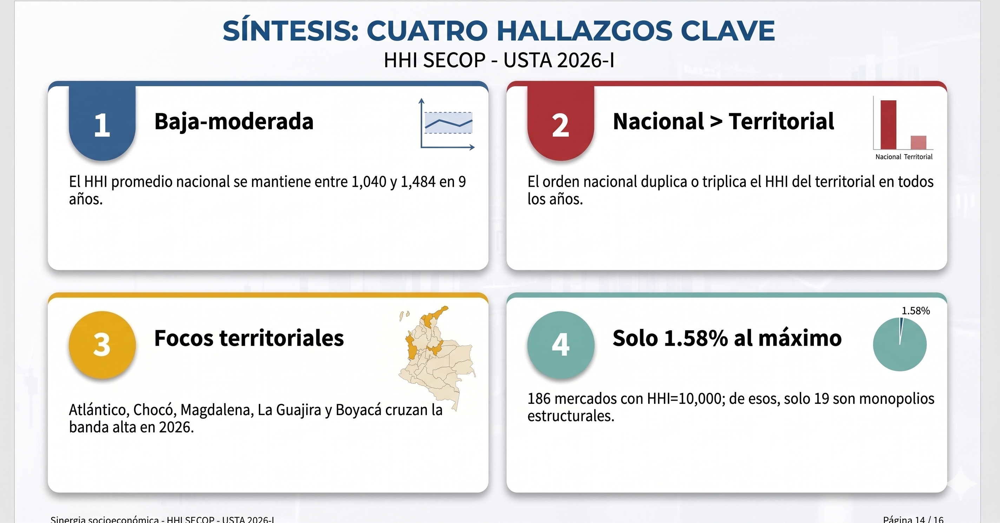 SÍNTESIS: CUATRO HALLAZGOS CLAVE
HHI SECOP - USTA 2026-I
1
Baja-moderada
El HHI promedio nacional se mantiene entre 1,040 y 1,484 en 9
años.
2
Nacional > Territorial
Nacional Territorial
El orden nacional duplica o triplica el HHI del territorial en todos
los años.
3
Focos territoriales
Atlántico, Chocó, Magdalena, La Guajira y Boyacá cruzan la
banda alta en 2026.
4
Solo 1.58% al máximo
1.58%
186 mercados con HHI=10,000; de esos, solo 19 son monopolios
estructurales.
Sinergia socioeconómica - HHI SECOP - USTA 2026-I
Página 14 / 16